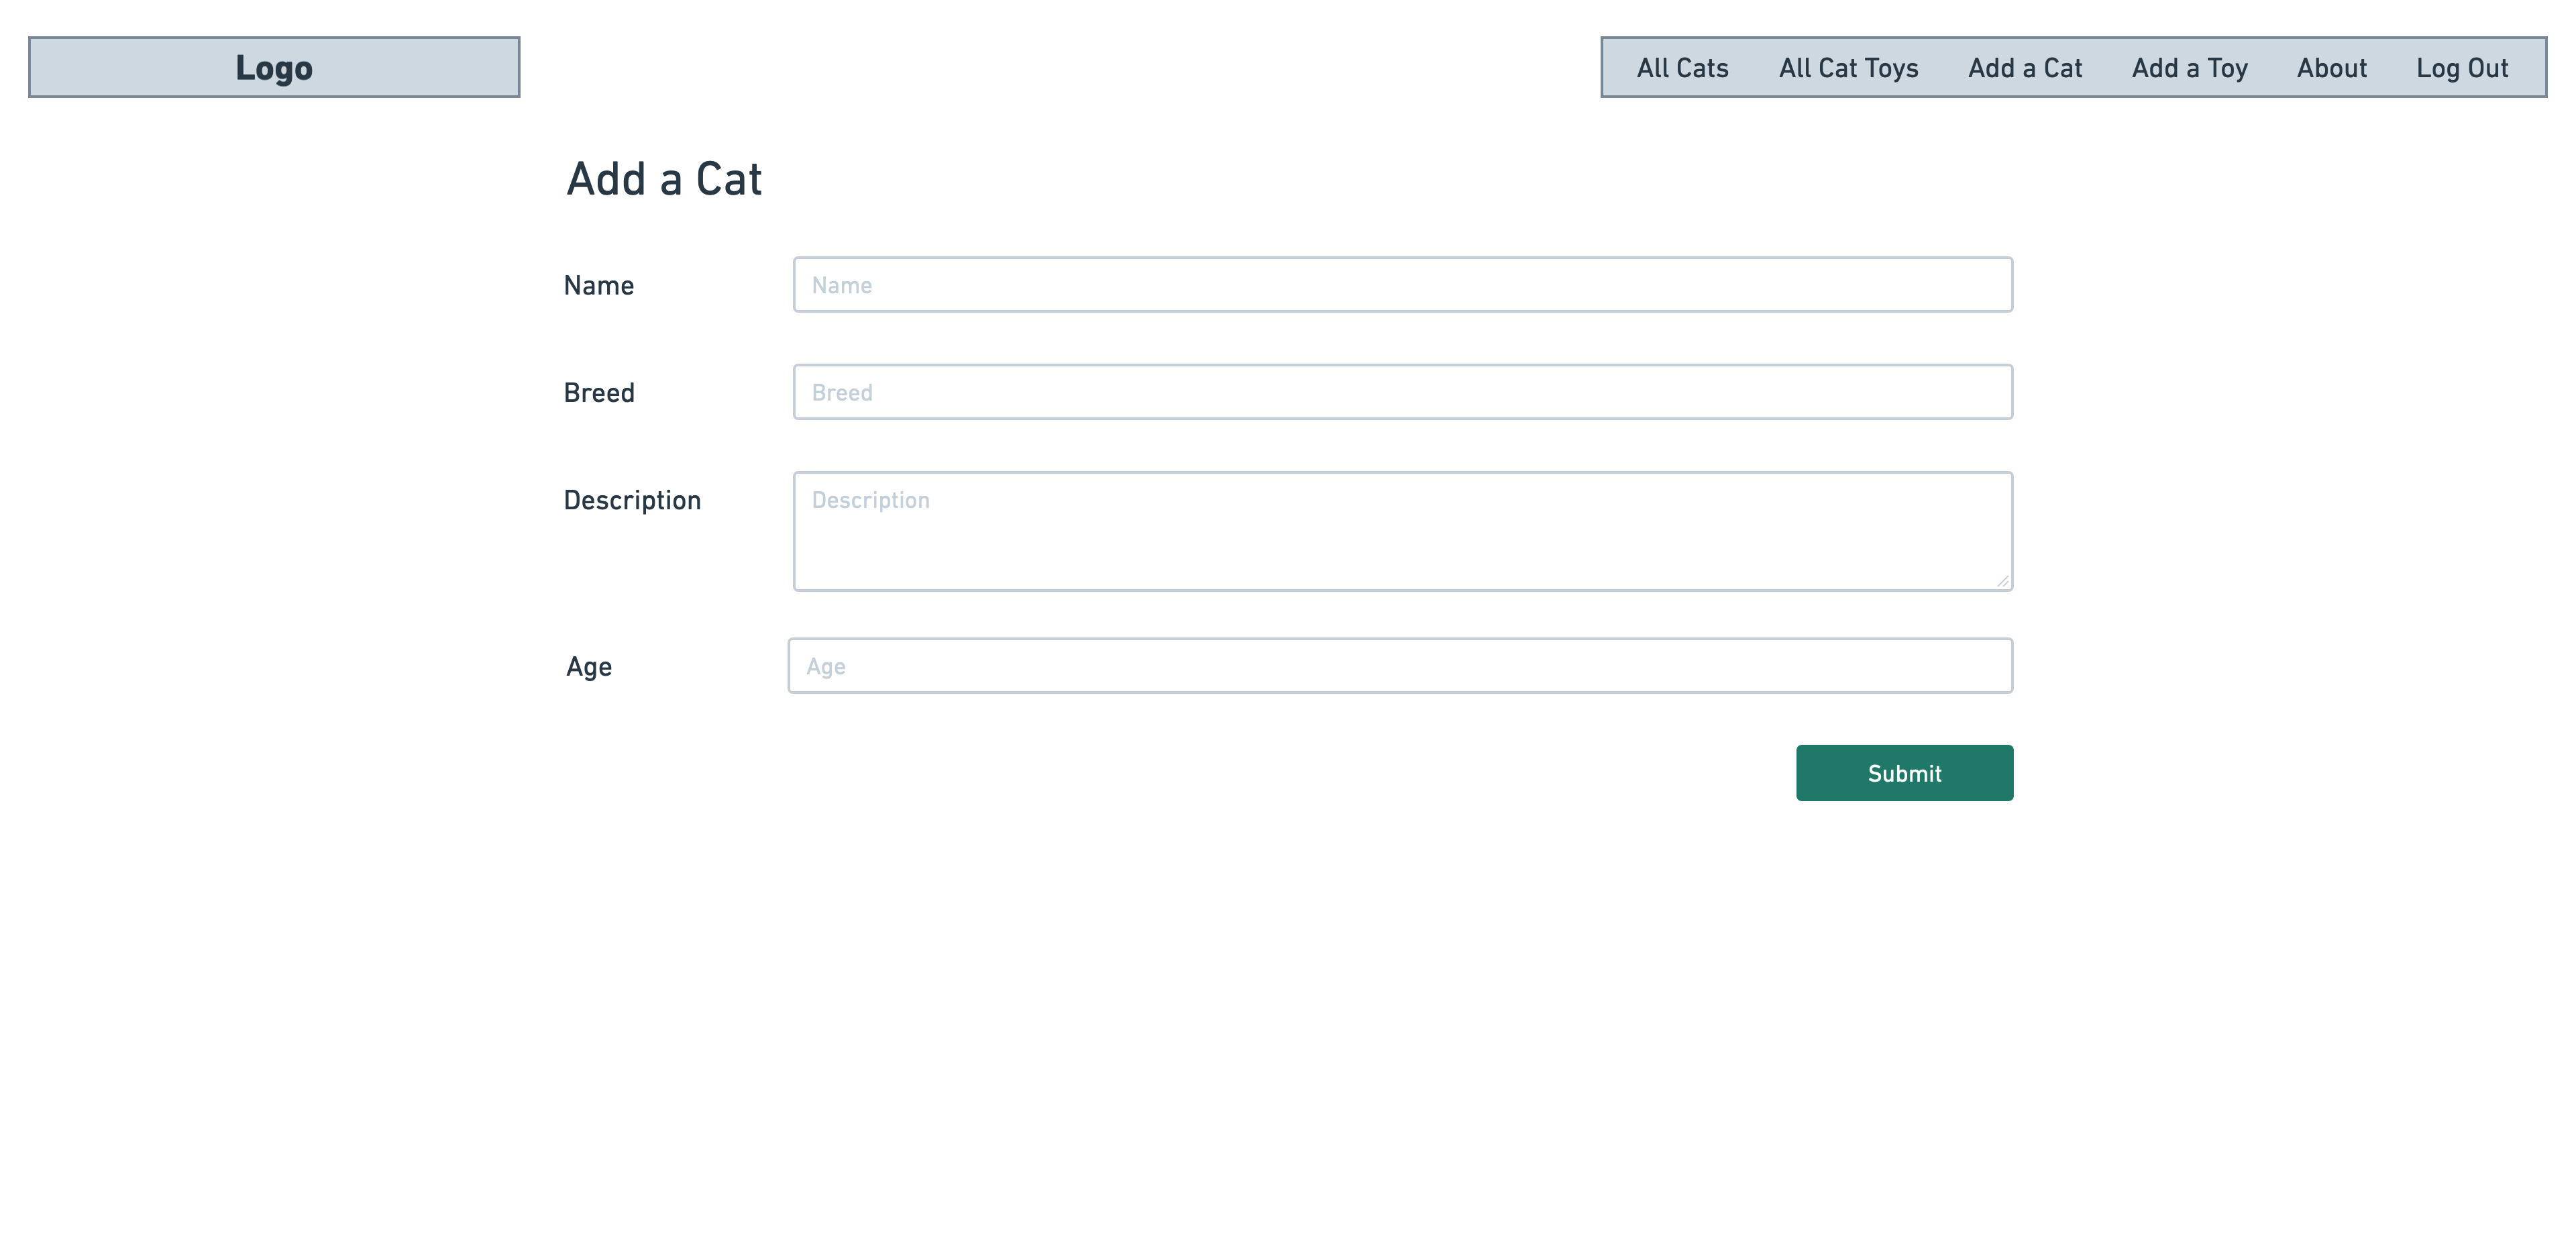 Logo
All Cats All Cat Toys Add a Cat Add a Toy About Log Out
Add a Cat
Name Name
Breed Breed
Description Description
Age Age
Submit